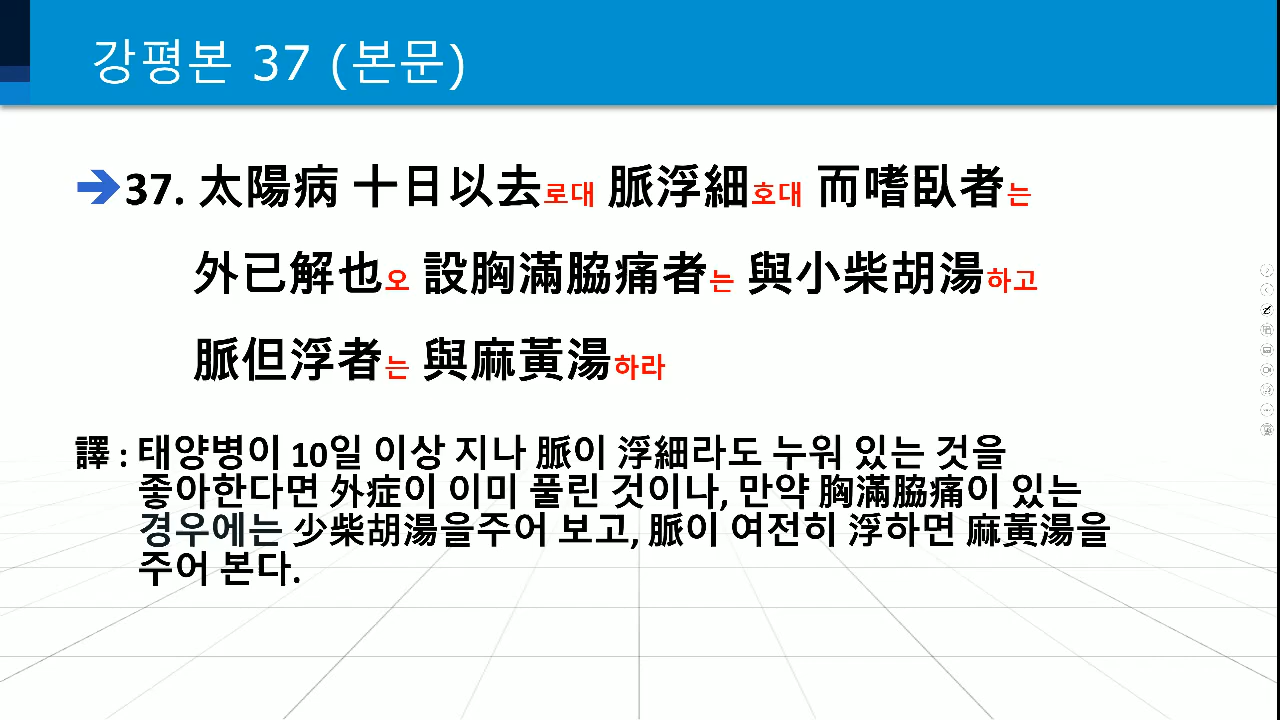 강평본 37 (본문)
37. 太陽病 十日以去로대 脈浮細호대 而嗜臥者는
外已解也오 設胸滿脇痛者는 與小柴胡湯하고
脈但浮者는 與麻黃湯하라
譯 : 태양병이 10일 이상 지나 脈이 浮細라도 누워 있는 것을
좋아한다면 外症이 이미 풀린 것이나, 만약 胸滿脇痛이 있는
경우에는 少柴胡湯을주어 보고, 脈이 여전히 浮하면 麻黃湯을
주어 본다.